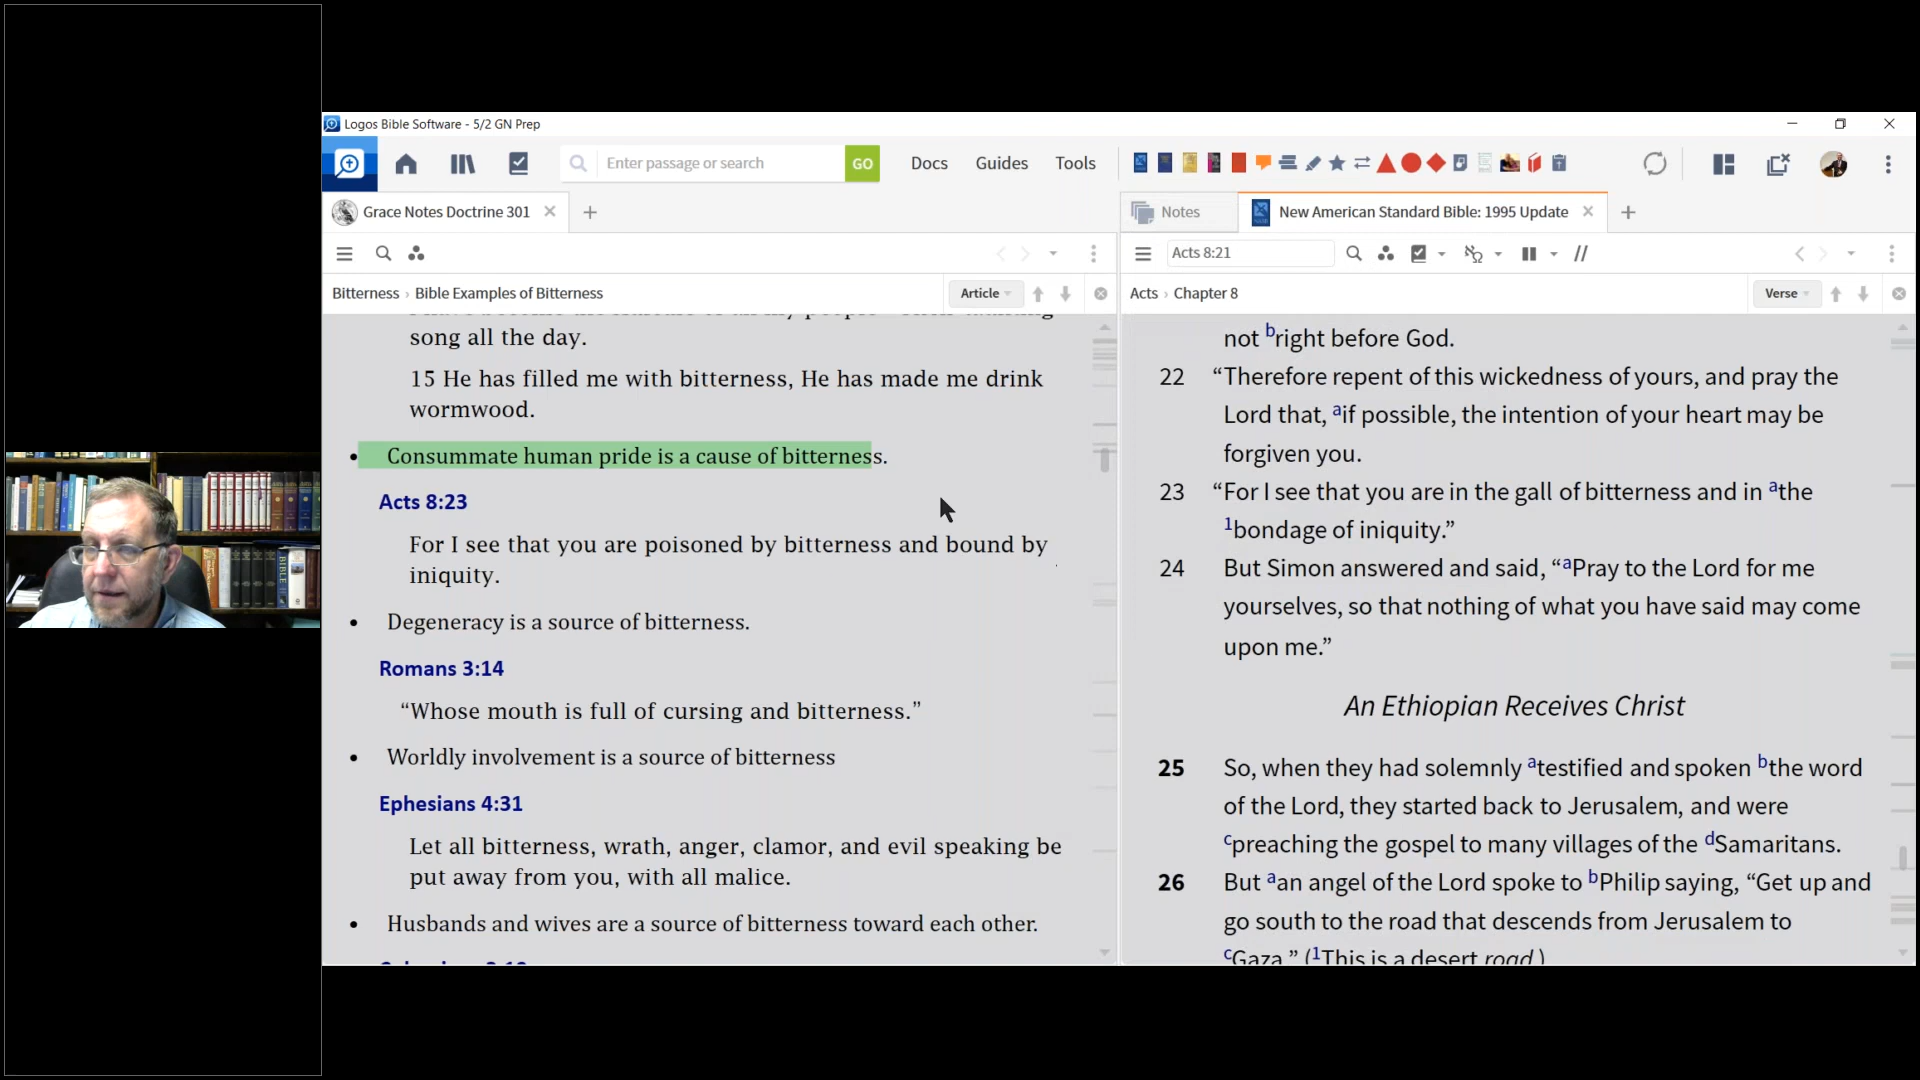 Logos Bible Software - 5/2 GN Prep
Enter passage or search
GO
Docs
Guides
Tools
Grace Notes Doctrine 301
Bitterness › Bible Examples of Bitterness
Article
song all the day.
15 He has filled me with bitterness, He has made me drink
wormwood.
• Consummate human pride is a cause of bitterness.
Acts 8:23
For I see that you are poisoned by bitterness and bound by
iniquity.
• Degeneracy is a source of bitterness.
Romans 3:14
“Whose mouth is full of cursing and bitterness.”
• Worldly involvement is a source of bitterness
Ephesians 4:31
Let all bitterness, wrath, anger, clamor, and evil speaking be
put away from you, with all malice.
• Husbands and wives are a source of bitterness toward each other.
Notes
New American Standard Bible: 1995 Update
Acts 8:21
Acts › Chapter 8
Verse
not bright before God.
22 “Therefore repent of this wickedness of yours, and pray the
Lord that, aif possible, the intention of your heart may be
forgiven you.
23 “For I see that you are in the gall of bitterness and in athe
1bondage of iniquity.”
24 But Simon answered and said, “aPray to the Lord for me
yourselves, so that nothing of what you have said may come
upon me.”
An Ethiopian Receives Christ
25 So, when they had solemnly atestified and spoken bthe word
of the Lord, they started back to Jerusalem, and were
cpreaching the gospel to many villages of the dSamaritans.
26 But aan angel of the Lord spoke to bPhilip saying, “Get up and
go south to the road that descends from Jerusalem to
cGaza.” (1This is a desert road.)
BIBLE